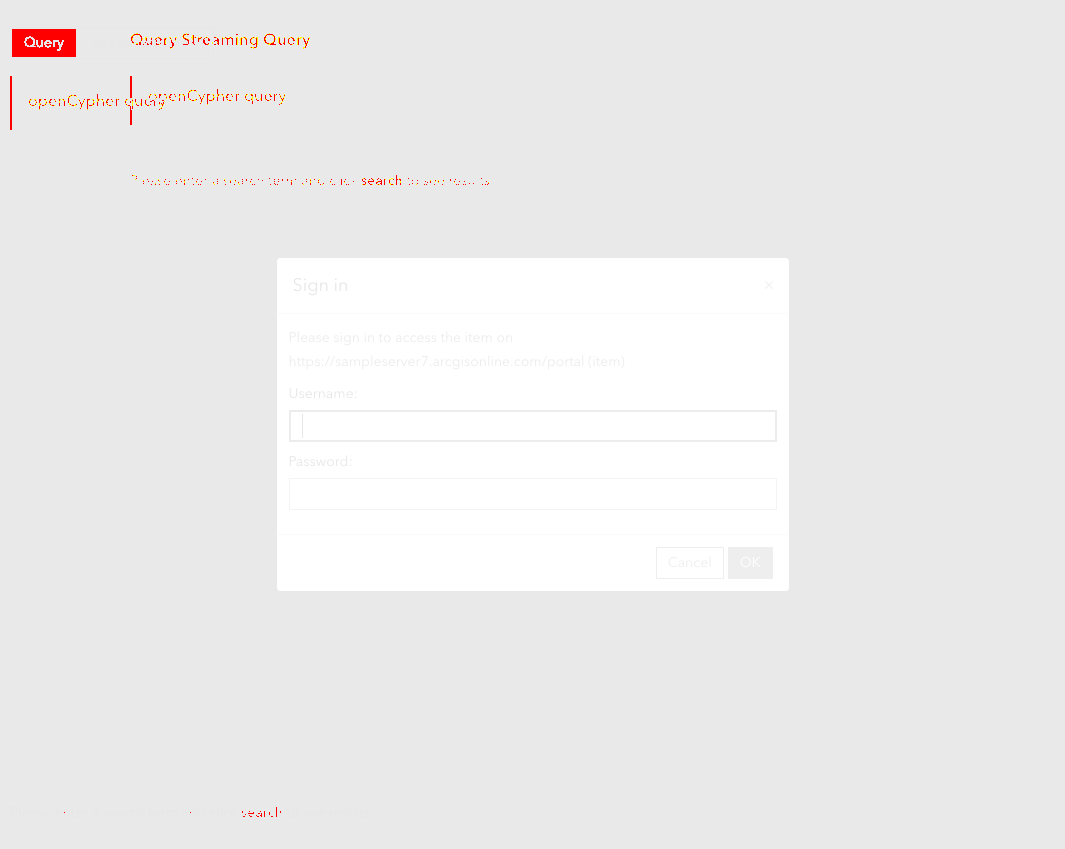 Query
Query Streaming Query
openCypher query
openCypher query
Please enter a search term and click search to see results
Sign in
×
Please sign in to access the item on
https://sampleserver7.arcgisonline.com/portal (item)
Username:
Password:
Cancel OK
search